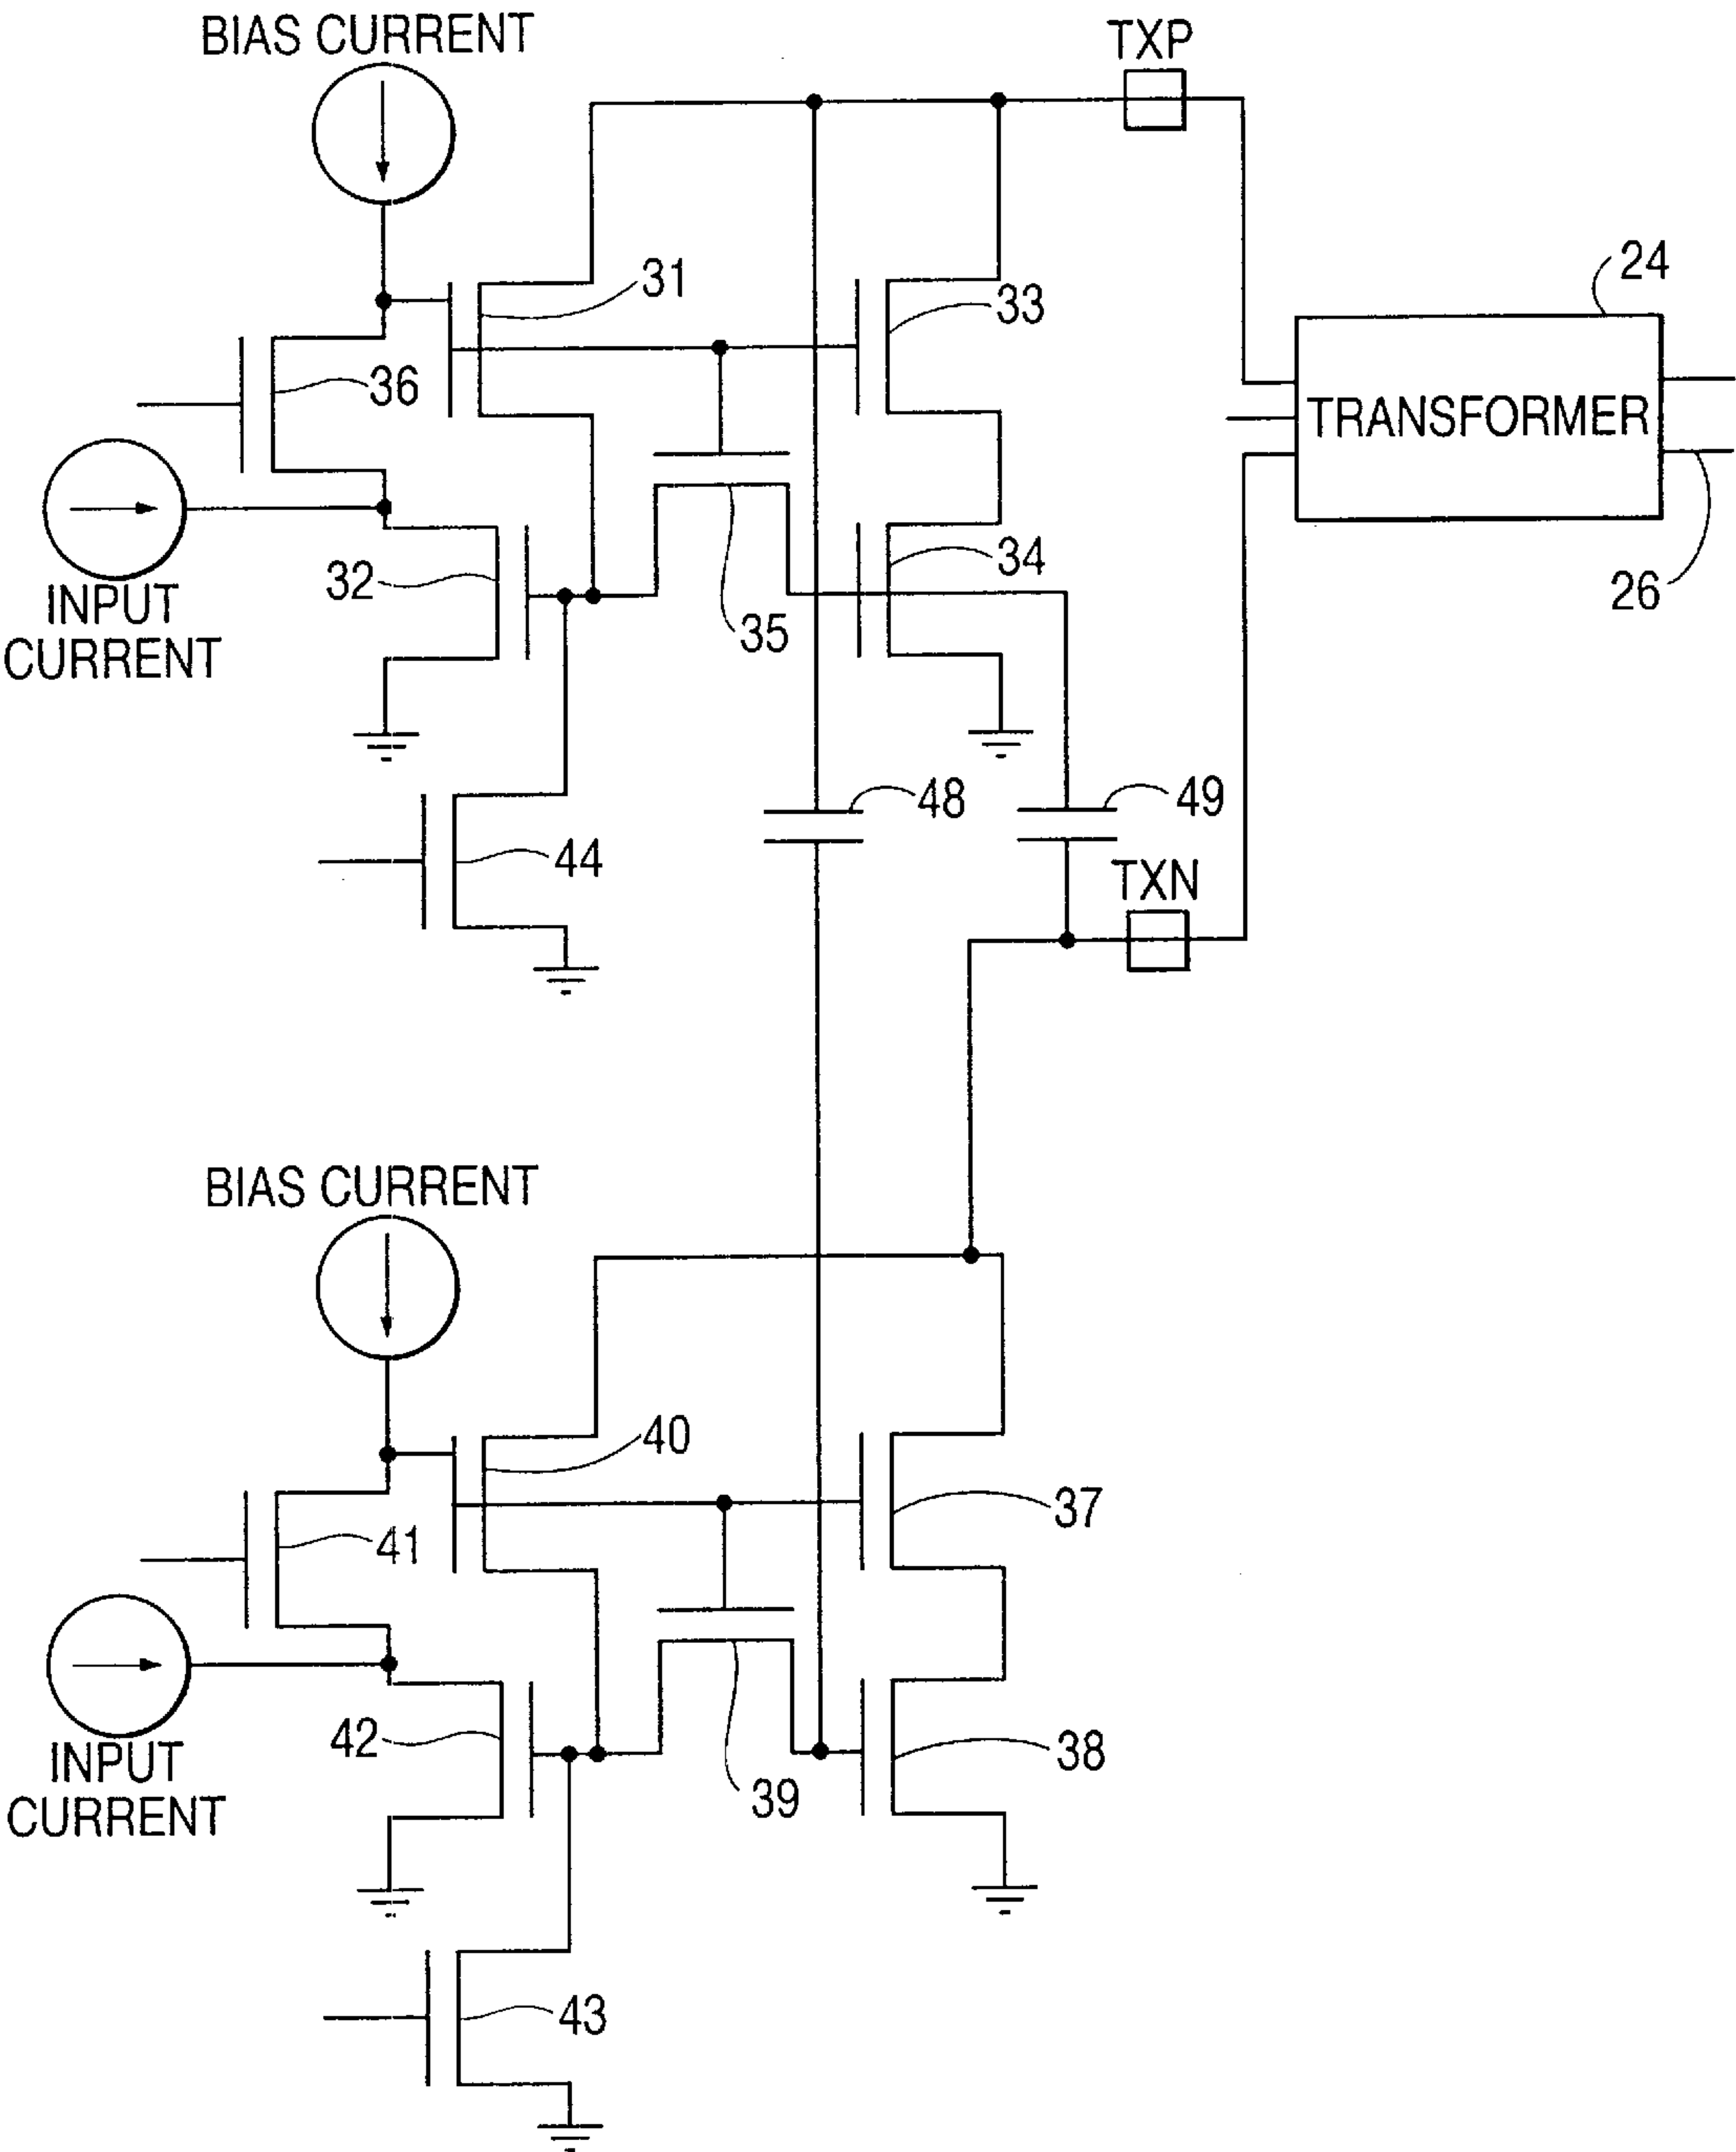 BIAS CURRENT
TXP
31
33
24
36
TRANSFORMER
32
34
26
INPUT
CURRENT
35
48
49
44
TXN
BIAS CURRENT
40
37
41
42
38
INPUT
CURRENT
39
43